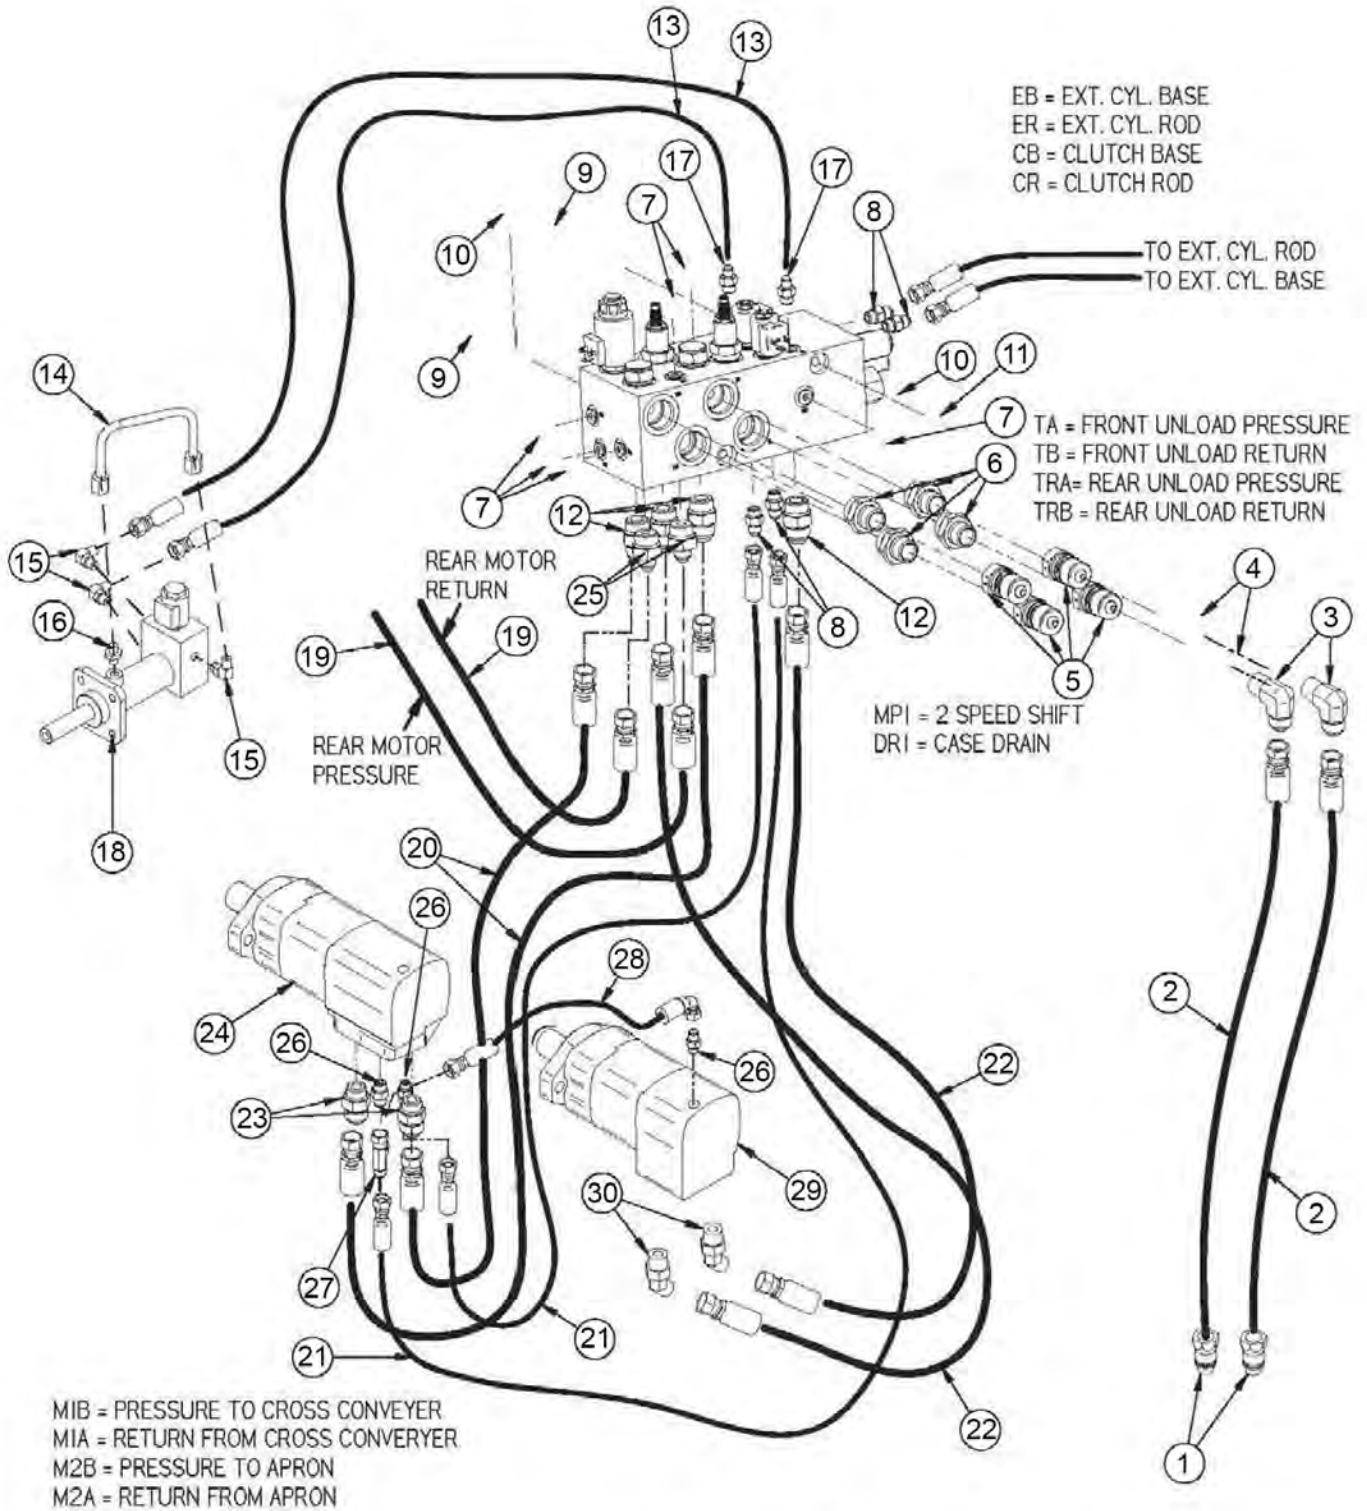 13
13
EB = EXT. CYL. BASE
ER = EXT. CYL. ROD
CB = CLUTCH BASE
CR = CLUTCH ROD
17
17
9
7
8
10
TO EXT. CYL. ROD
TO EXT. CYL. BASE
9
14
10
11
7
TA = FRONT UNLOAD PRESSURE
TB = FRONT UNLOAD RETURN
TRA= REAR UNLOAD PRESSURE
TRB = REAR UNLOAD RETURN
7
6
12
15
REAR MOTOR
RETURN
25
8
12
4
16
3
19
19
5
MPI = 2 SPEED SHIFT
DRI = CASE DRAIN
15
REAR MOTOR
PRESSURE
18
20
26
28
2
24
26
26
22
23
29
2
30
27
21
21
22
1
MIB = PRESSURE TO CROSS CONVEYER
MIA = RETURN FROM CROSS CONVERYER
M2B = PRESSURE TO APRON
M2A = RETURN FROM APRON